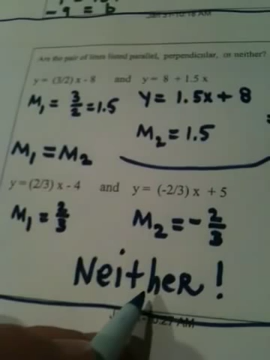 -9 = b
Are the pair of lines listed parallel, perpendicular, or neither?
y = (3/2) x - 8 and y = 8 + 1.5 x
M₁ = 3/2 = 1.5 y = 1.5x + 8
M₂ = 1.5
M₁ = M₂
y = (2/3) x - 4 and y = (-2/3) x + 5
M₁ = 2/3 M₂ = - 2/3
Neither!
AM